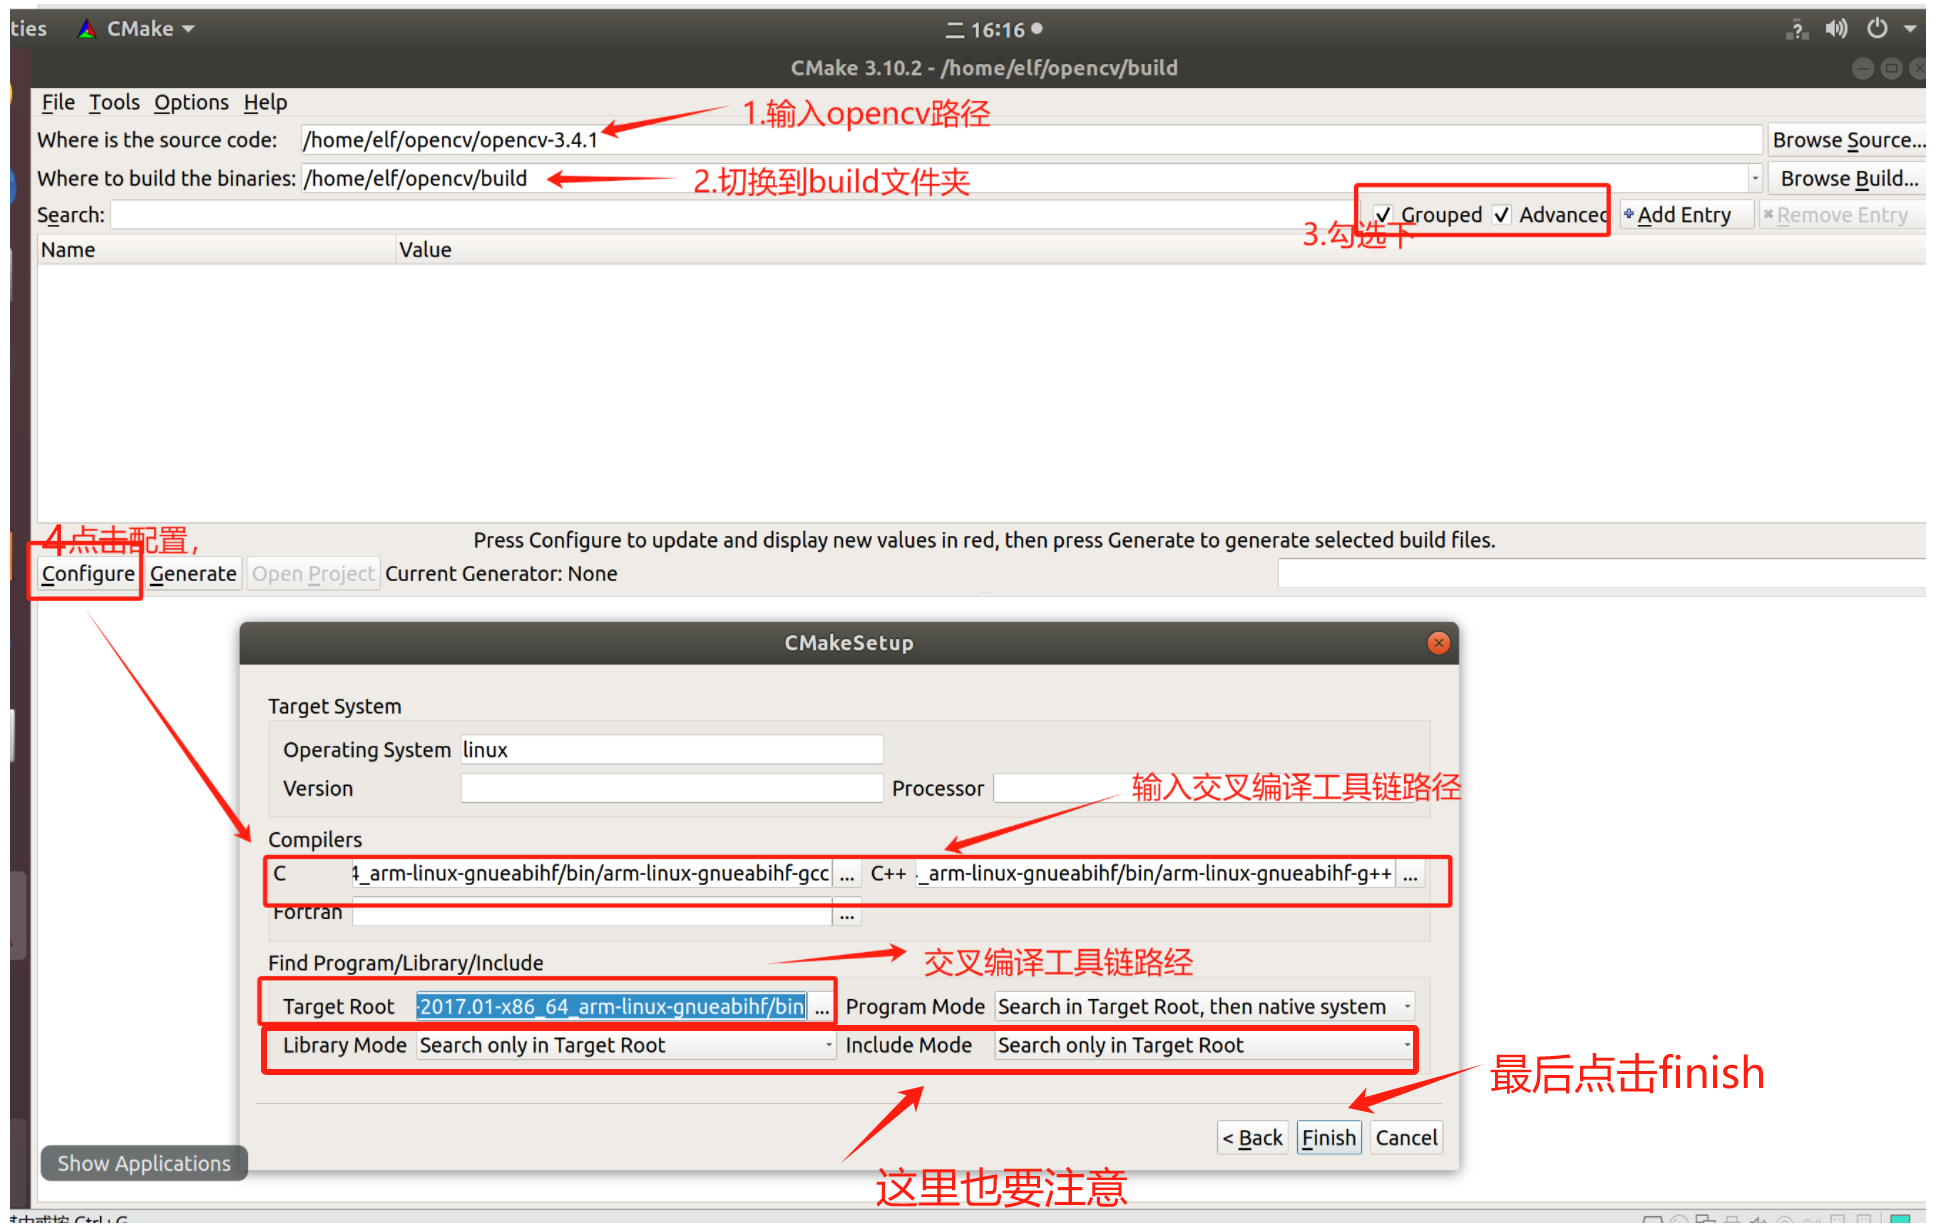 ties CMake 二 16:16
CMake 3.10.2 - /home/elf/opencv/build
File Tools Options Help
1.输入opencv路径
Where is the source code: /home/elf/opencv/opencv-3.4.1 Browse Source...
Where to build the binaries: /home/elf/opencv/build Browse Build...
2.切换到build文件夹
Search: Grouped Advanced Add Entry Remove Entry
3.勾选下
Name Value
4点击配置，
Press Configure to update and display new values in red, then press Generate to generate selected build files.
Configure Generate Open Project Current Generator: None
CMakeSetup
Target System
Operating System linux
Version Processor
输入交叉编译工具链路径
Compilers
C 4_arm-linux-gnueabihf/bin/arm-linux-gnueabihf-gcc ... C++ _arm-linux-gnueabihf/bin/arm-linux-gnueabihf-g++ ...
Fortran ...
Find Program/Library/Include
交叉编译工具链路经
Target Root -2017.01-x86_64_arm-linux-gnueabihf/bin ... Program Mode Search in Target Root, then native system
Library Mode Search only in Target Root Include Mode Search only in Target Root
最后点击finish
< Back Finish Cancel
Show Applications
这里也要注意
Ctrl+G